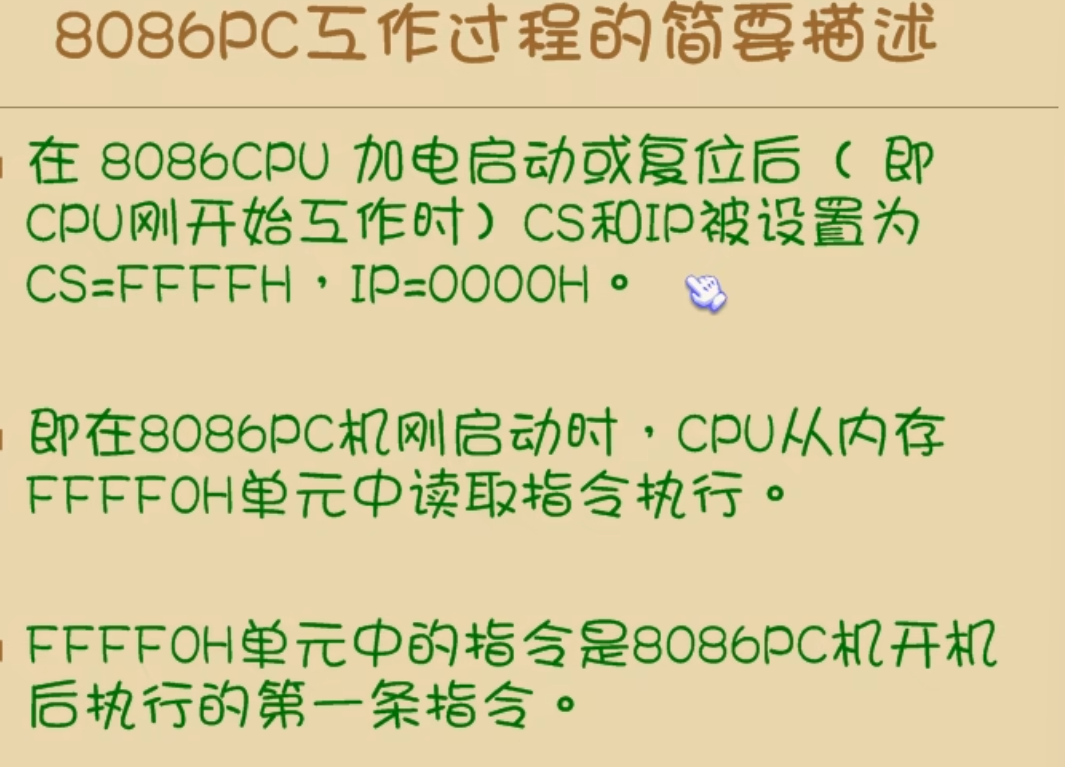 8086PC工作过程的简要描述
在 8086CPU 加电启动或复位后（ 即
CPU刚开始工作时）CS和IP被设置为
CS=FFFFH，IP=0000H。
即在8086PC机刚启动时，CPU从内存
FFFF0H单元中读取指令执行。
FFFF0H单元中的指令是8086PC机开机
后执行的第一条指令。